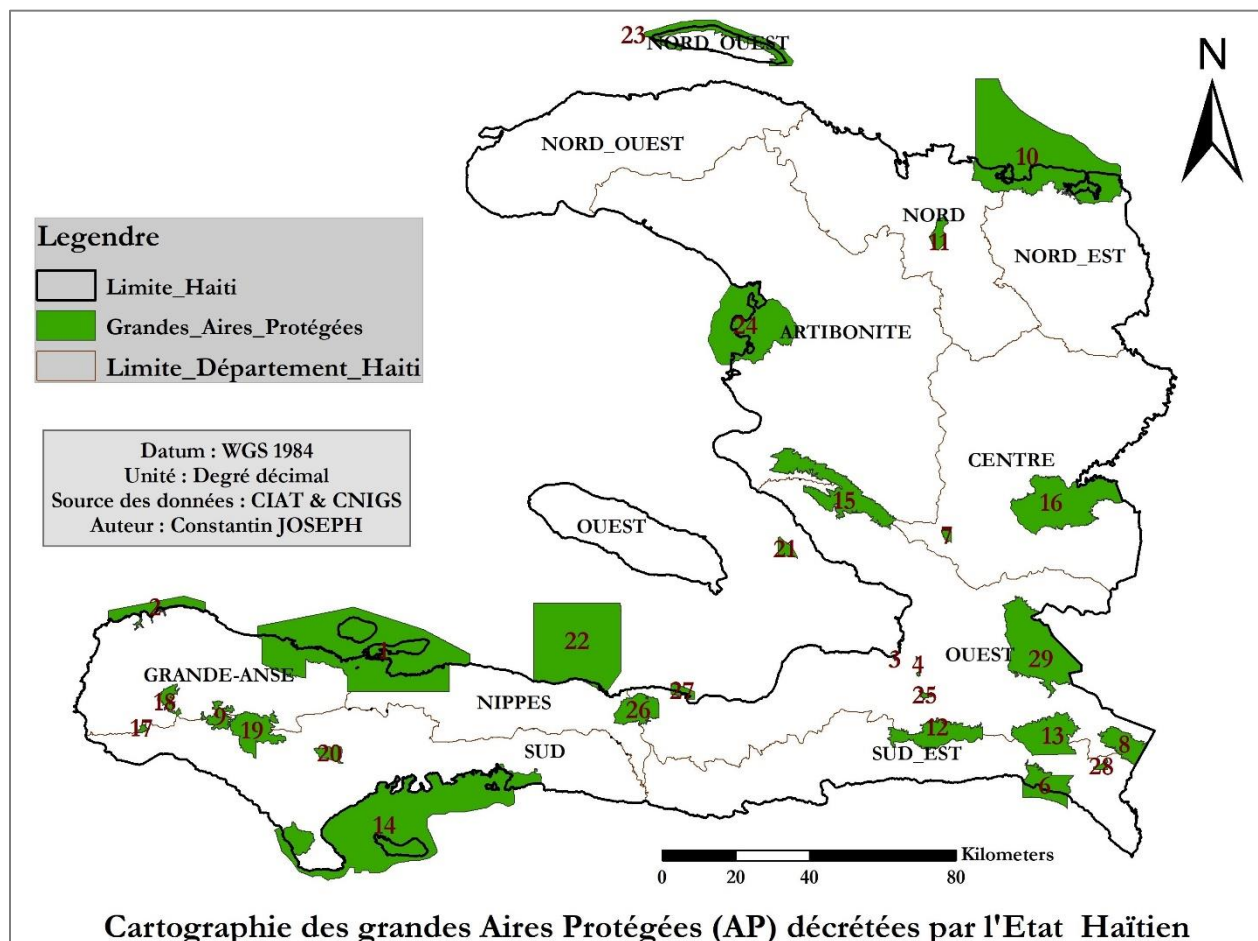 23
NORD_OUEST
N
NORD_OUEST
10
NORD
11
NORD_EST
Legendre
Limite_Haiti
Grandes_Aires_Protégées
Limite_Département_Haiti
24
ARTIBONITE
Datum : WGS 1984
Unité : Degré décimal
Source des données : CIAT & CNIGS
Auteur : Constantin JOSEPH
CENTRE
15
16
OUEST
7
21
2
1
22
3
4
OUEST
29
GRANDE-ANSE
18
NIPPES
27
25
26
17
9
19
12
13
8
20
SUD
SUD_EST
28
6
14
Kilometers
0 20 40 80
Cartographie des grandes Aires Protégées (AP) décrétées par l'Etat Haïtien